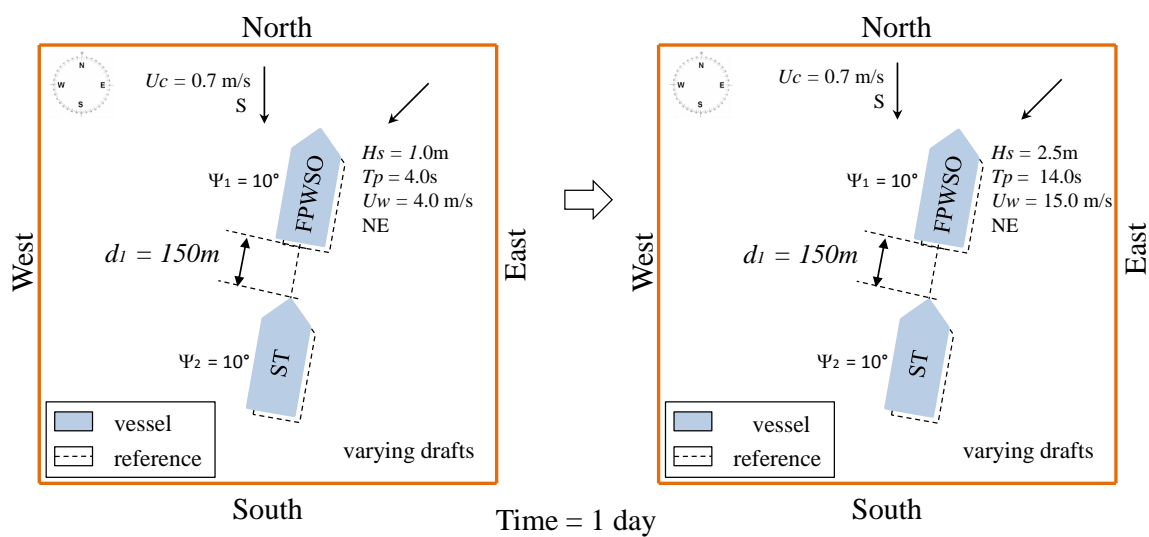 North
North
N
W
E
S
Uc = 0.7 m/s
S
Hs = 1.0m
Tp = 4.0s
Uw = 4.0 m/s
NE
Ψ1 = 10°
FPWSO
d1 = 150m
West
East
Ψ2 = 10°
ST
vessel
reference
varying drafts
South
N
W
E
S
Uc = 0.7 m/s
S
Hs = 2.5m
Tp = 14.0s
Uw = 15.0 m/s
NE
Ψ1 = 10°
FPWSO
d1 = 150m
West
East
Ψ2 = 10°
ST
vessel
reference
varying drafts
South
Time = 1 day